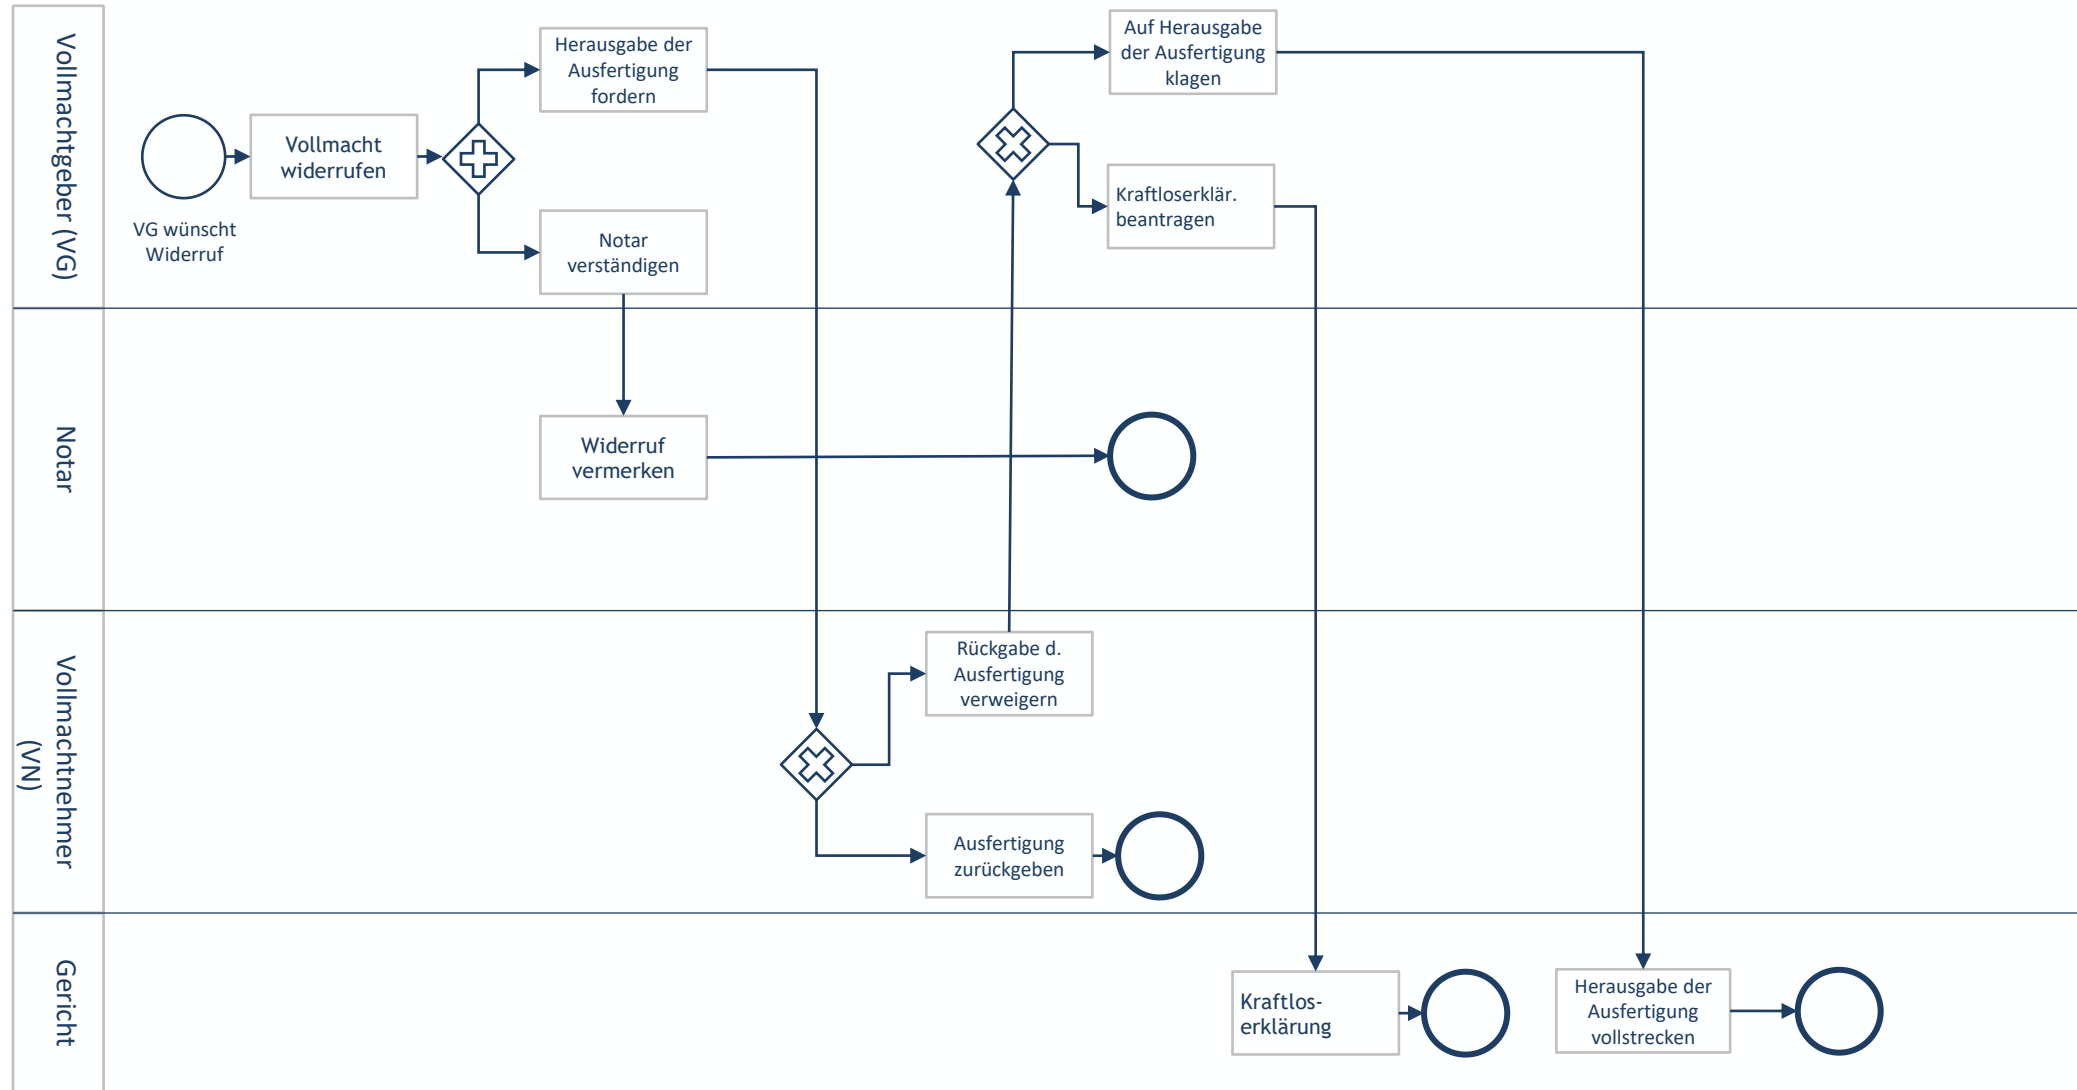 Vollmachtgeber (VG)
VG wünscht
Widerruf
Vollmacht
widerrufen
Herausgabe der
Ausfertigung
fordern
Notar
verständigen
Auf Herausgabe
der Ausfertigung
klagen
Kraftloserklär.
beantragen
Notar
Widerruf
vermerken
Vollmachtnehmer
(VN)
Rückgabe d.
Ausfertigung
verweigern
Ausfertigung
zurückgeben
Gericht
Kraftlos-
erklärung
Herausgabe der
Ausfertigung
vollstrecken